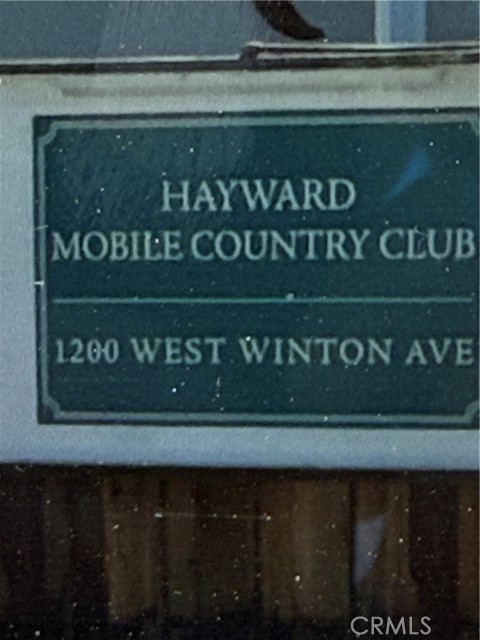 HAYWARD
MOBILE COUNTRY CLUB
1200 WEST WINTON AVE
CRMLS